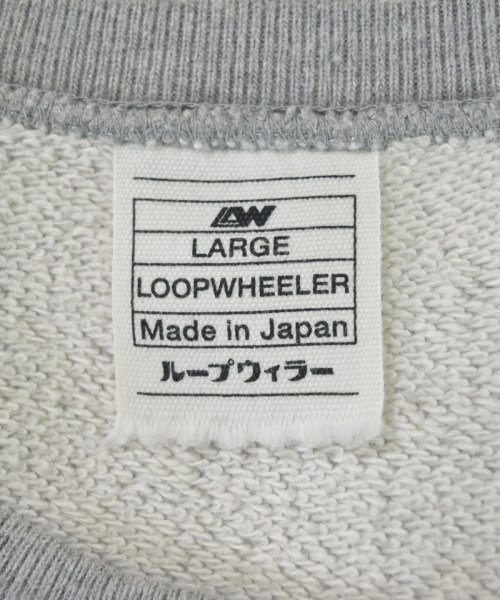 LW
LARGE
LOOPWHEELER
Made in Japan
ループウィラー